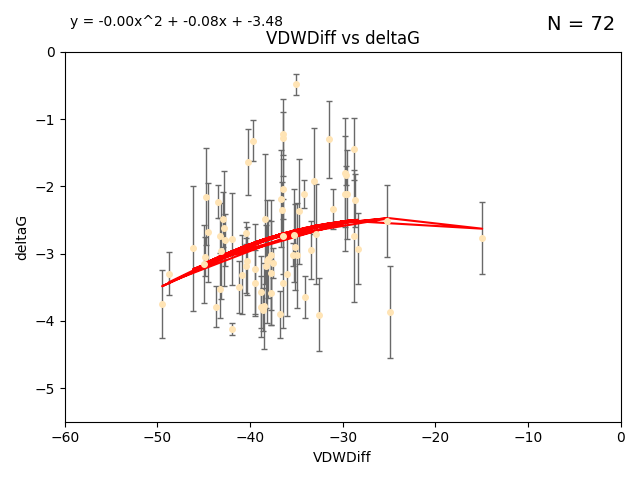 y = -0.00x^2 + -0.08x + -3.48
N = 72
VDWDiff vs deltaG
0
−1
−2
−3
−4
−5
deltaG
−60 −50 −40 −30 −20 −10 0
VDWDiff